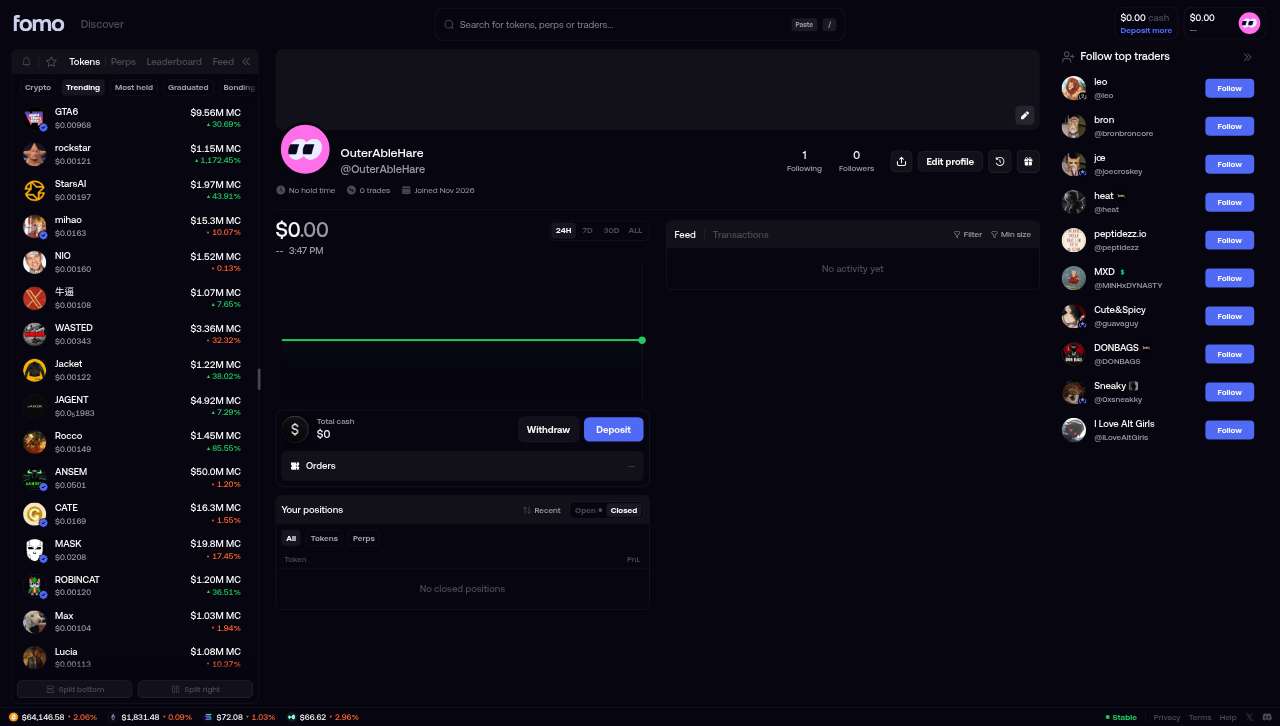 fomo Discover
Search for tokens, perps or traders... Paste /
$0.00 cash
Deposit more
$0.00
—
Tokens Perps Leaderboard Feed
Crypto Trending Most held Graduated Bonding
GTA6 $9.56M MC
$0.00968 30.69%
rockstar $1.15M MC
$0.00121 1,172.45%
StarsAI $1.97M MC
$0.00197 43.91%
mihao $15.3M MC
$0.0163 10.07%
NIO $1.52M MC
$0.00160 0.13%
牛逼 $1.07M MC
$0.00108 7.65%
WASTED $3.36M MC
$0.00343 32.32%
Jacket $1.22M MC
$0.00122 38.02%
JAGENT $4.92M MC
$0.0₅1983 7.29%
Rocco $1.45M MC
$0.00149 85.55%
ANSEM $50.0M MC
$0.0501 1.20%
CATE $16.3M MC
$0.0169 1.55%
MASK $19.8M MC
$0.0208 17.45%
ROBINCAT $1.20M MC
$0.00120 36.51%
Max $1.03M MC
$0.00104 1.94%
Lucia $1.08M MC
$0.00113 10.37%
Split bottom Split right
OuterAbleHare
@OuterAbleHare
1 Following
0 Followers
Edit profile
No hold time 0 trades Joined Nov 2026
$0.00
-- 3:47 PM
24H 7D 30D ALL
Total cash
$0
Withdraw Deposit
Orders —
Your positions Recent Open Closed
All Tokens Perps
Token PnL
No closed positions
Feed Transactions Filter Min size
No activity yet
Follow top traders
leo
@leo
Follow
bron
@bronbroncore
Follow
jœ
@joecroskey
Follow
heat
@heat
Follow
peptidezz.io
@peptidezz
Follow
MXD
@MINHxDYNASTY
Follow
Cute&Spicy
@guavaguy
Follow
DONBAGS
@DONBAGS
Follow
Sneaky
@0xsneakky
Follow
I Love Alt Girls
@ILoveAltGirls
Follow
$64,146.58 2.06% $1,831.48 0.09% $72.08 1.03% $66.62 2.96%
Stable Privacy Terms Help